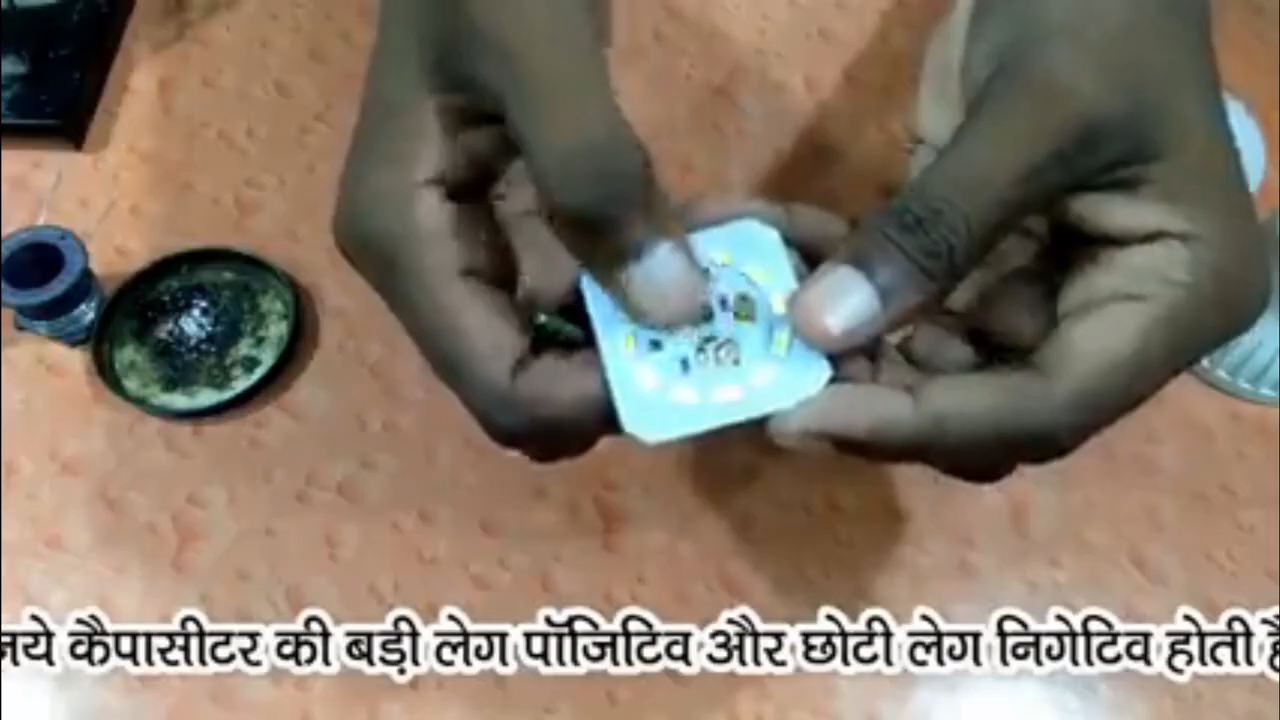 नये कैपासीटर की बड़ी लेग पॉजिटिव और छोटी लेग निगेटिव होती है